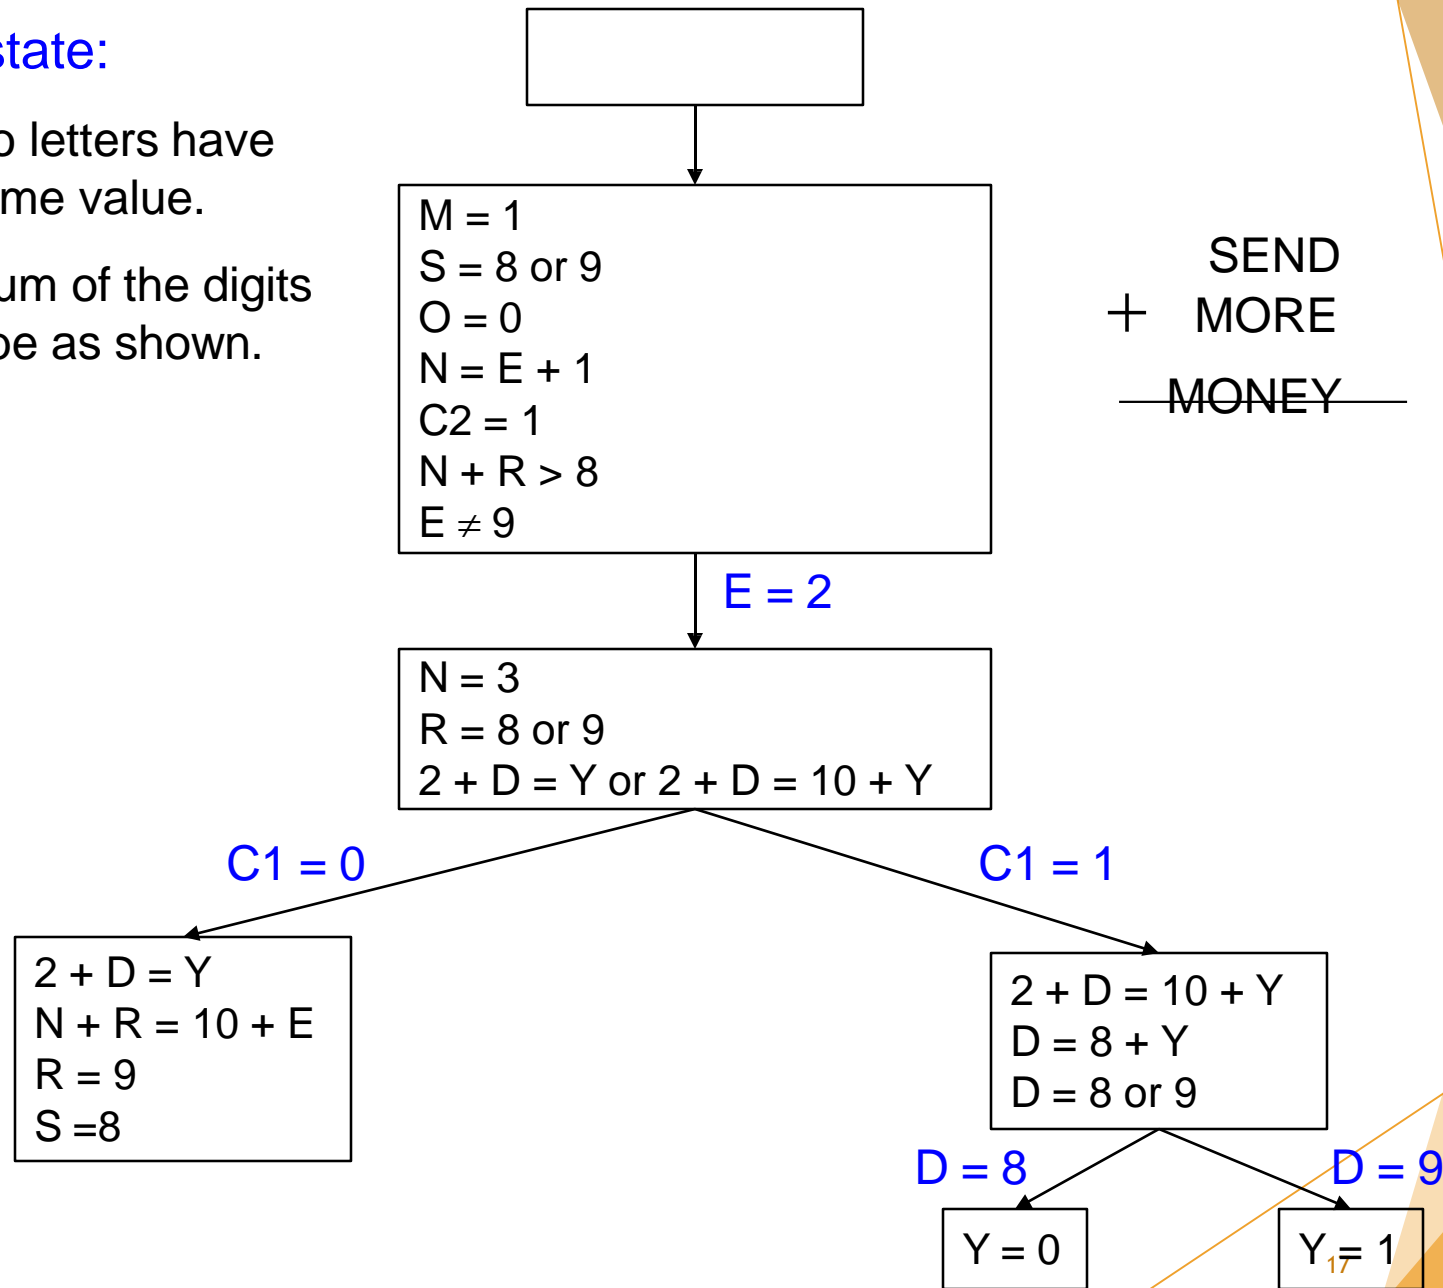 state:
o letters have
me value.
um of the digits
be as shown.
M = 1
S = 8 or 9
O = 0
N = E + 1
C2 = 1
N + R > 8
E ≠ 9
SEND
+ MORE
MONEY
E = 2
N = 3
R = 8 or 9
2 + D = Y or 2 + D = 10 + Y
C1 = 0
C1 = 1
2 + D = Y
N + R = 10 + E
R = 9
S =8
2 + D = 10 + Y
D = 8 + Y
D = 8 or 9
D = 8
D = 9
Y = 0
Y = 1
17